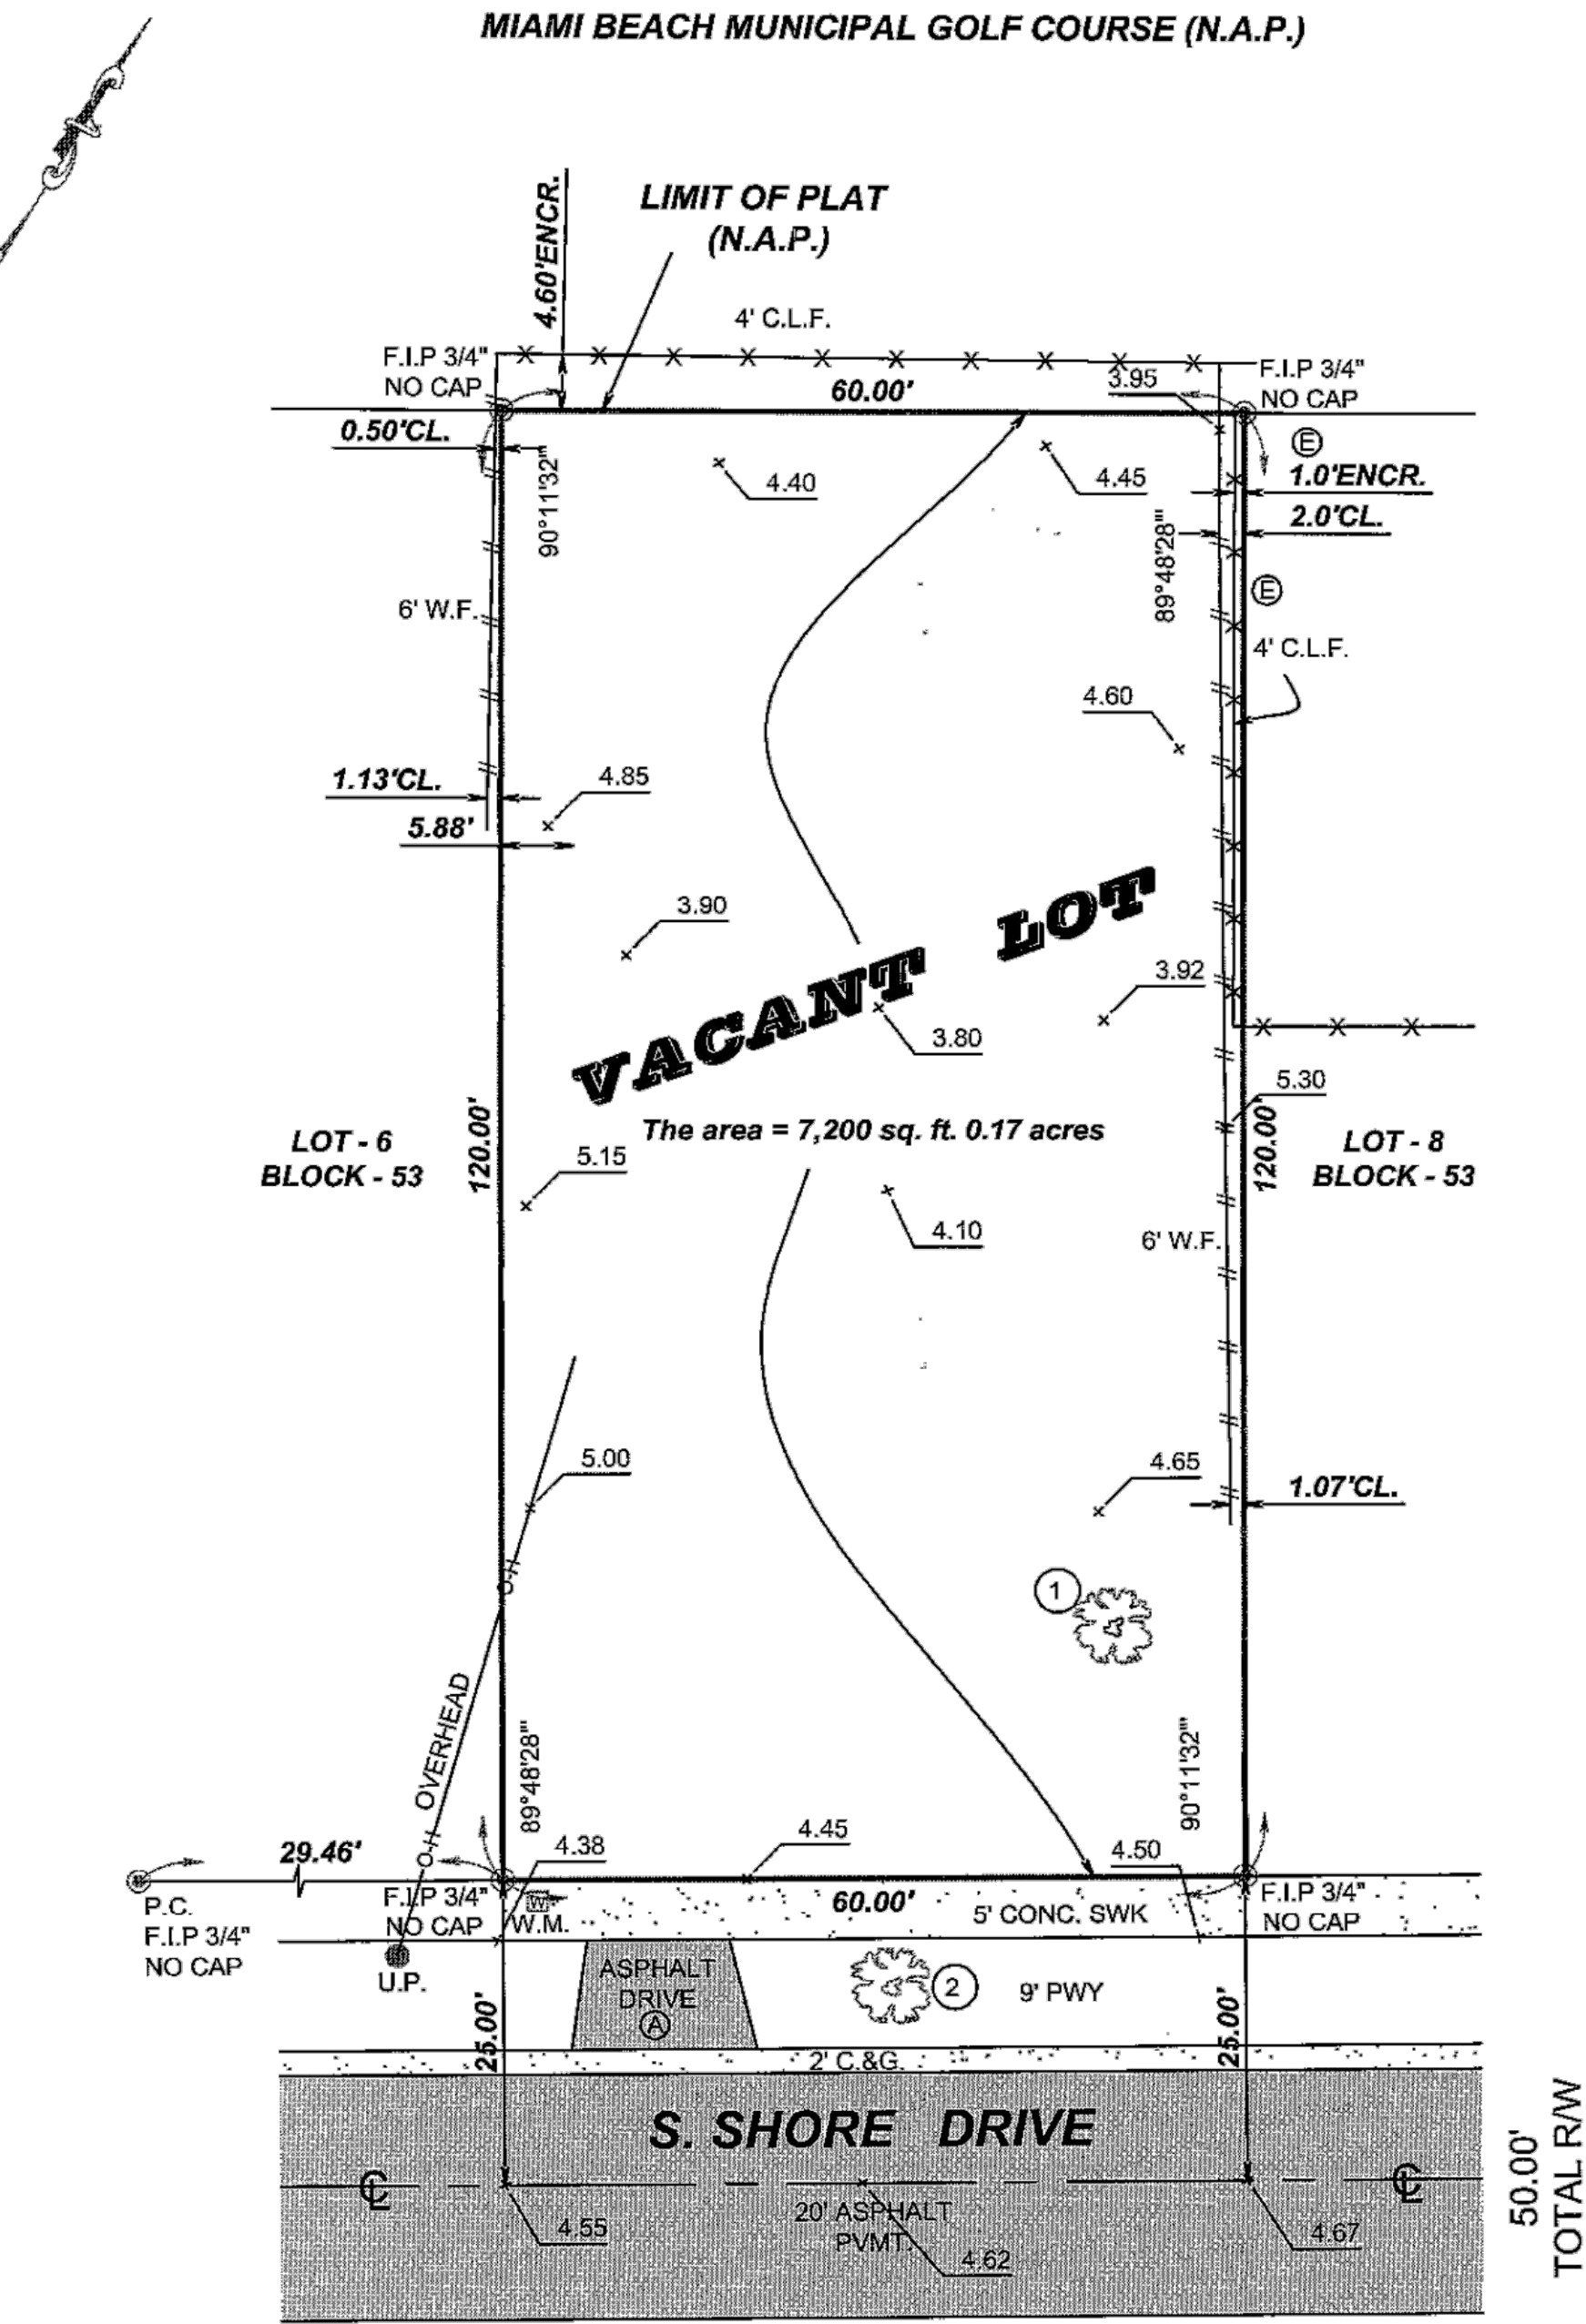 MIAMI BEACH MUNICIPAL GOLF COURSE (N.A.P.)
4.60'ENCR.
LIMIT OF PLAT
(N.A.P.)
4' C.L.F.
F.I.P 3/4"
NO CAP
60.00'
3.95
F.I.P 3/4"
NO CAP
0.50'CL.
90°11'32"'
4.40
4.45
E
1.0'ENCR.
2.0'CL.
89°48'28"'
E
6' W.F.
4' C.L.F.
4.60
1.13'CL.
4.85
5.88'
3.90
VACANT LOT
3.92
3.80
5.30
The area = 7,200 sq. ft. 0.17 acres
LOT - 6
BLOCK - 53
120.00'
5.15
120.00'
LOT - 8
BLOCK - 53
4.10
6' W.F.
5.00
4.65
1.07'CL.
1
OVERHEAD
89°48'28"'
90°11'32"'
29.46'
4.38
4.45
4.50
P.C.
F.I.P 3/4"
NO CAP
F.I.P 3/4"
NO CAP
W
W.M.
60.00'
5' CONC. SWK
F.I.P 3/4"
NO CAP
U.P.
ASPHALT
DRIVE
A
2
9' PWY
25.00'
25.00'
2' C.&G.
S. SHORE DRIVE
CL
CL
20' ASPHALT
PVMT.
4.55
4.62
4.67
50.00'
TOTAL R/W